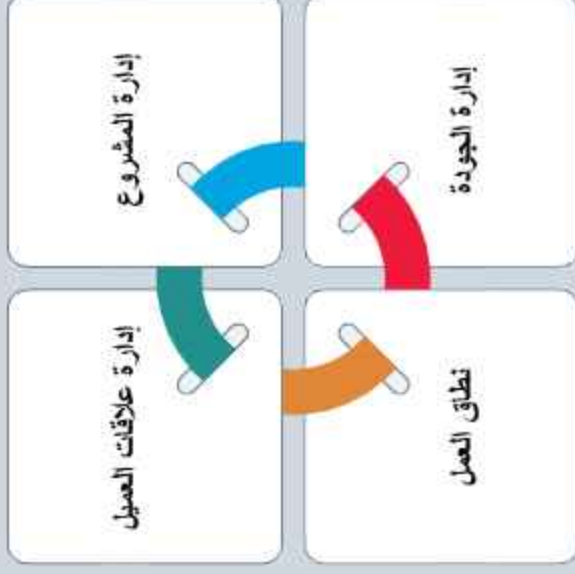 إدارة المشروع
إدارة علاقات العميل
إدارة الجودة
نطاق العمل